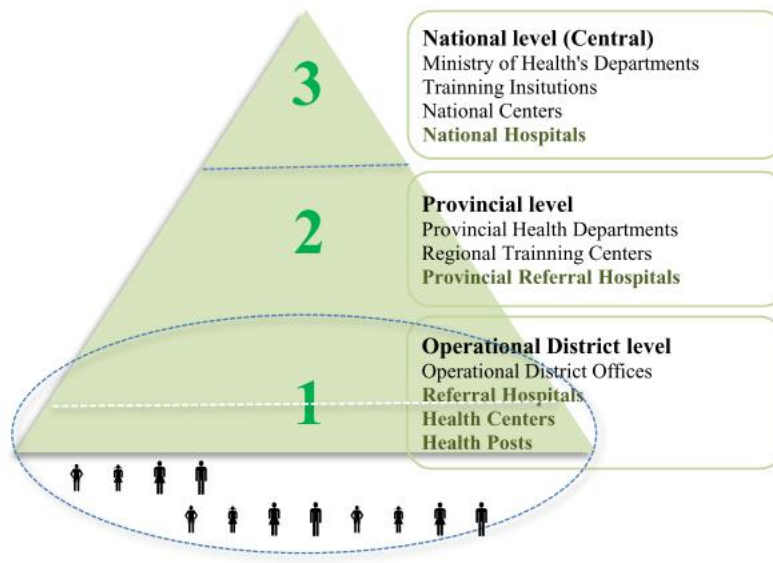 3
National level (Central)
Ministry of Health's Departments
Trainning Insitutions
National Centers
National Hospitals
2
Provincial level
Provincial Health Departments
Regional Trainning Centers
Provincial Referral Hospitals
1
Operational District level
Operational District Offices
Referral Hospitals
Health Centers
Health Posts